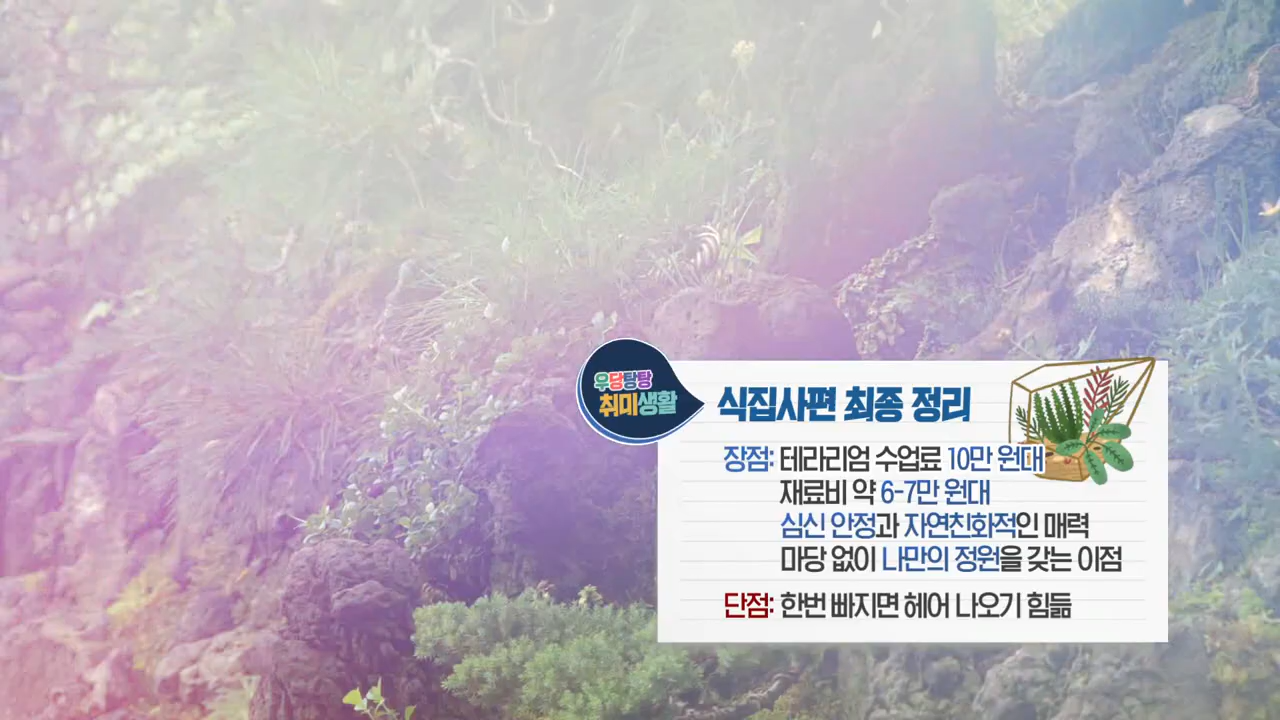 우당탕탕
취미생활
식집사편 최종 정리
장점: 테라리엄 수업료 10만 원대
재료비 약 6-7만 원대
심신 안정과 자연친화적인 매력
마당 없이 나만의 정원을 갖는 이점
단점: 한번 빠지면 헤어 나오기 힘듦